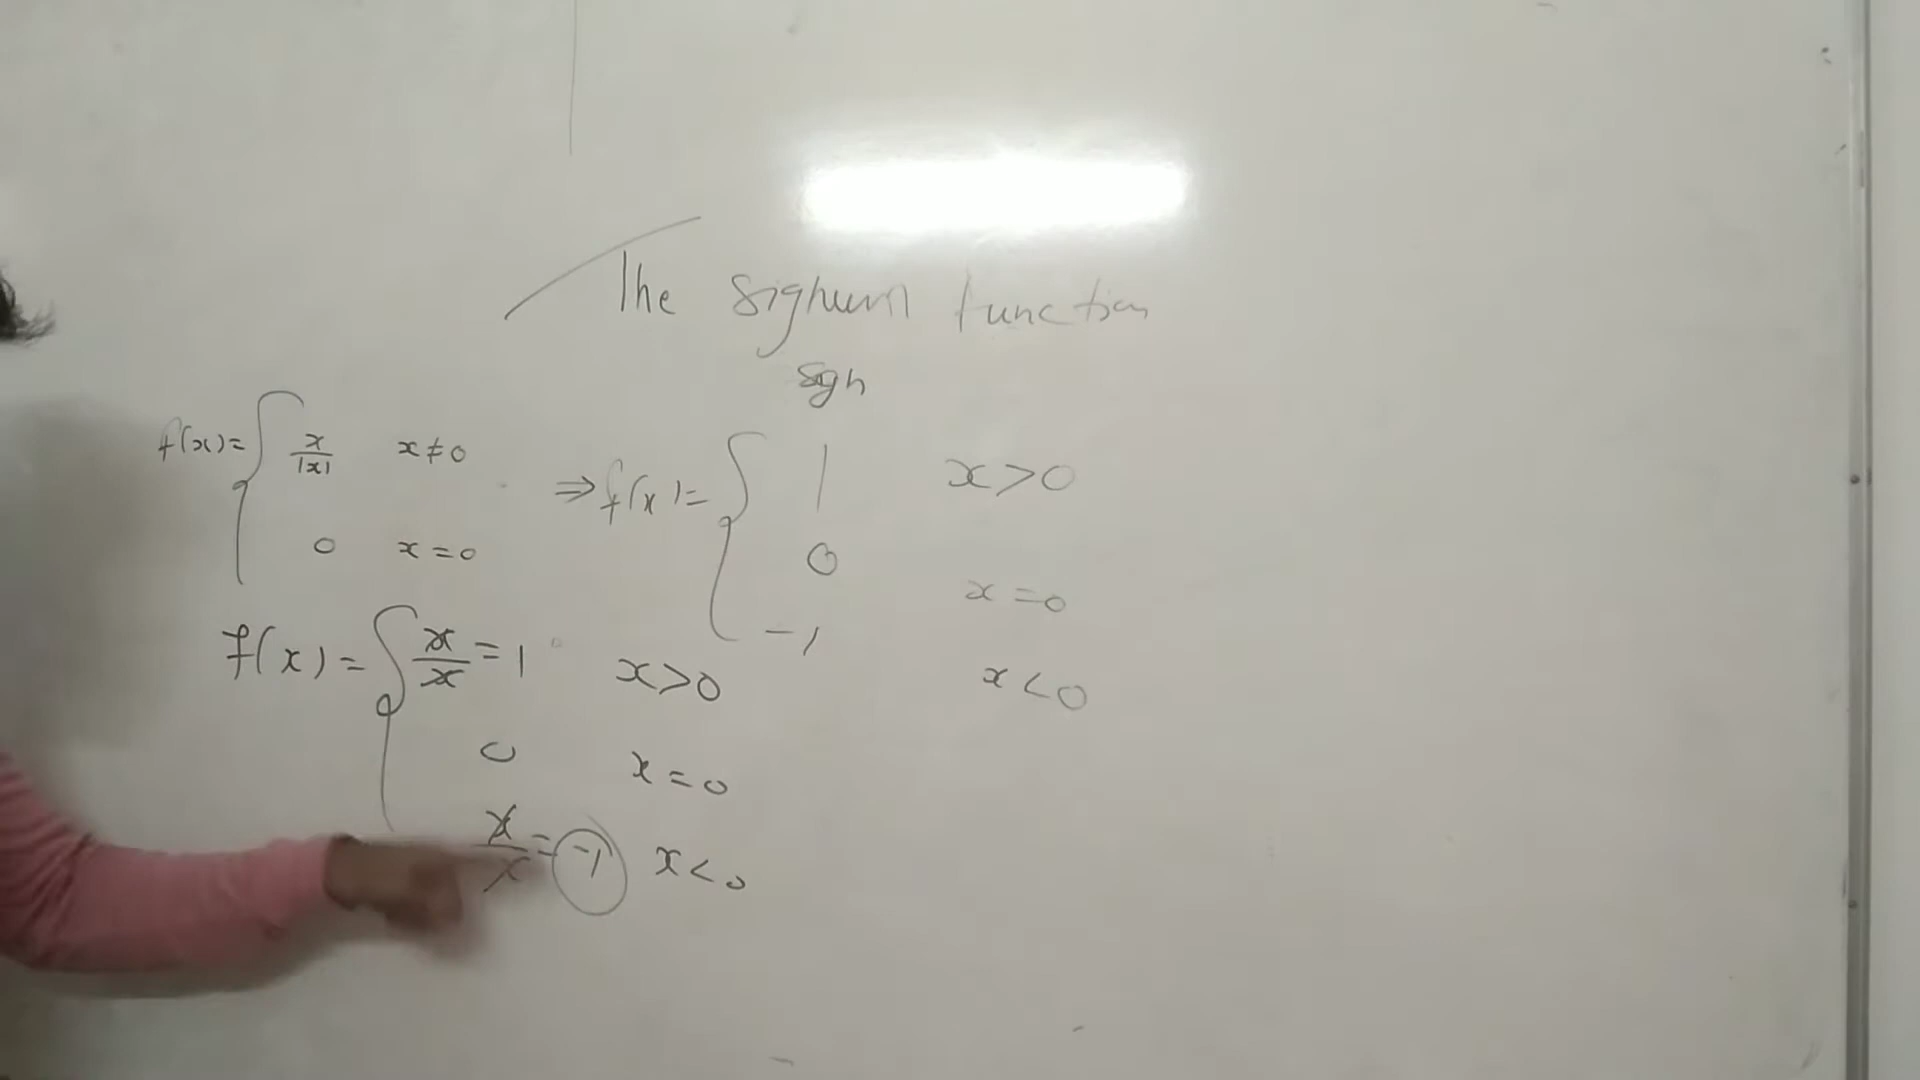 The signum function
sgn
f(x) = { x/|x| x ≠ 0
0 x = 0
⇒ f(x) = { 1 x > 0
0 x = 0
-1 x < 0
f(x) = { x/x = 1 x > 0
0 x = 0
x/x = -1 x < 0